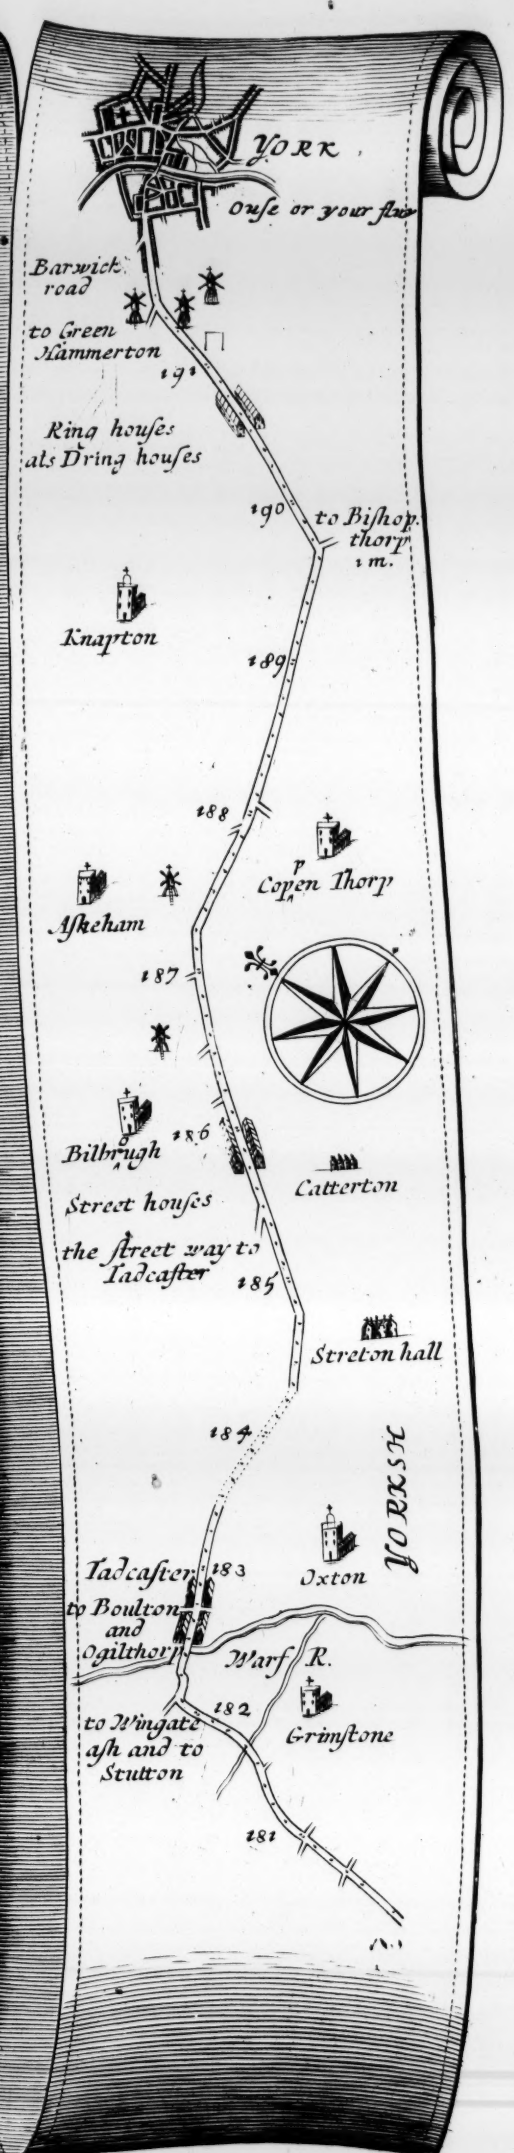 YORK
Ouse or your fluv
Barwick
road
to Green
Hammerton
191
Ring houses
als Dring houses
190
to Biſhop
thorp
1 m.
Knapton
189
188
p
Copen Thorp
Aſkeham
187
186
o
Bilbrugh
Catterton
Street houſes
the ſtreet way to
Tadcaſter
185
Streton hall
184
YORKSH
Tadcaſter
183
Oxton
to Boulton
and
Ogilthorp
Warf R.
182
to Wingate
aſh and to
Stutton
Grimſtone
181